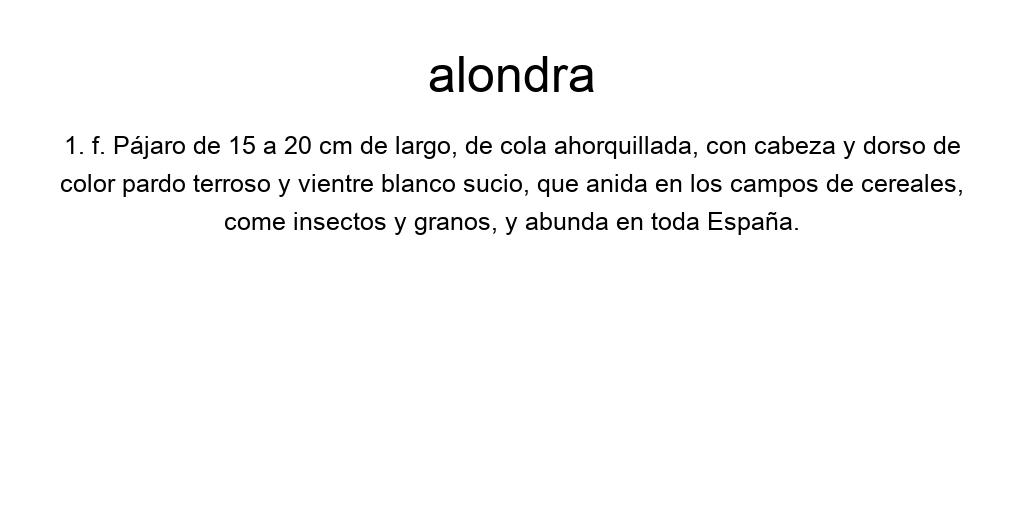 alondra
1. f. Pájaro de 15 a 20 cm de largo, de cola ahorquillada, con cabeza y dorso de
color pardo terroso y vientre blanco sucio, que anida en los campos de cereales,
come insectos y granos, y abunda en toda España.